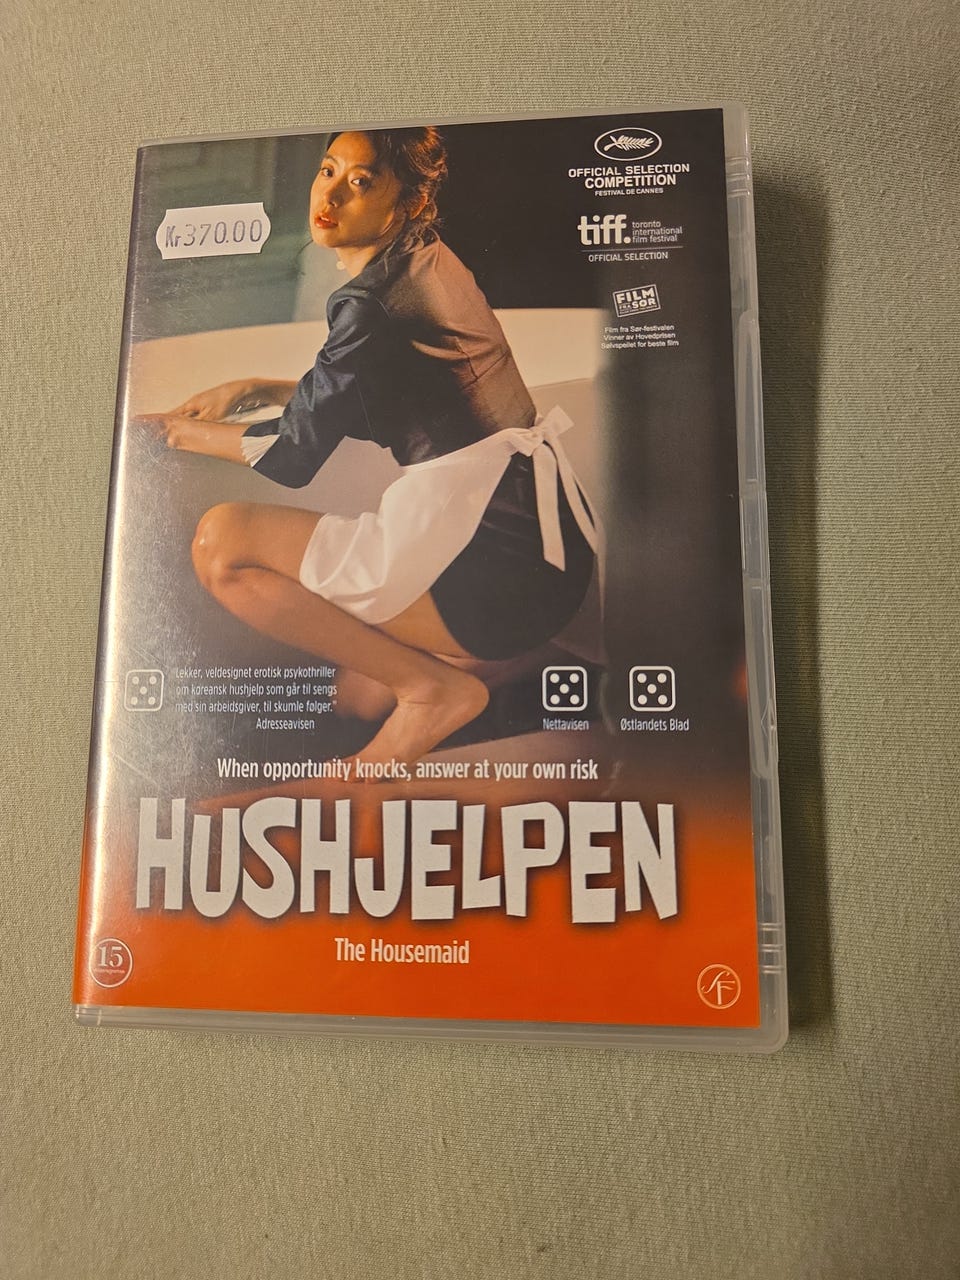 Kr370.00
OFFICIAL SELECTION
COMPETITION
FESTIVAL DE CANNES
tiff. toronto
international
film festival
OFFICIAL SELECTION
FILM
FRA SØR
Film fra Sør-festivalen
Vinner av Hovedprisen
Sølvspeilet for beste film
Lekker, veldesignet erotisk psykothriller
om koreansk hushjelp som går til sengs
med sin arbeidsgiver, til skumle følger."
Adresseavisen
Nettavisen
Østlandets Blad
When opportunity knocks, answer at your own risk
HUSHJELPEN
The Housemaid
15
SF